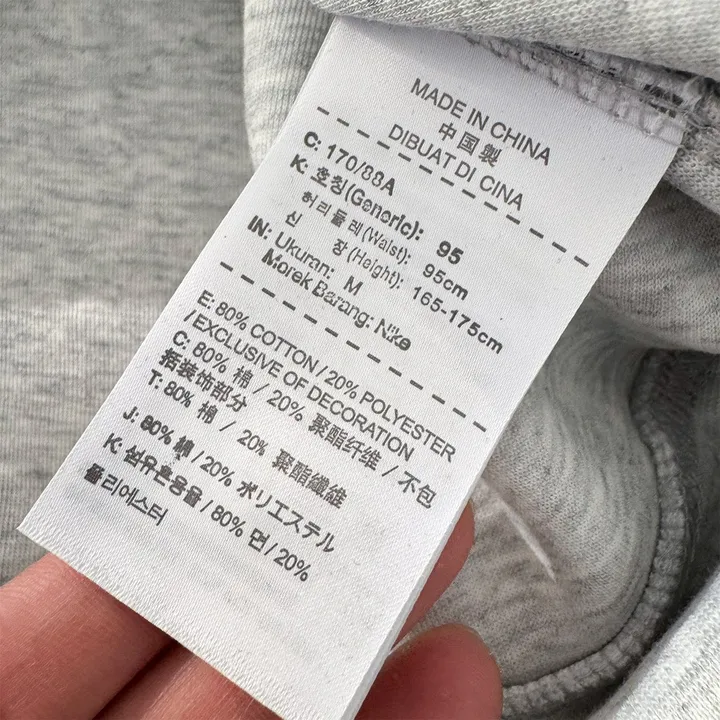 MADE IN CHINA
中国製
DIBUAT DI CINA
C: 170/88A
K: 호칭(Generic): 95
허리둘레(Waist): 95cm
신 장(Height): 165-175cm
IN: Ukuran: M
Merek Barang: Nike
E: 80% COTTON / 20% POLYESTER
/ EXCLUSIVE OF DECORATION
C: 80% 棉 / 20% 聚酯纤维 / 不包
括装饰部分
T: 80% 棉 / 20% 聚酯纖維
J: 80% 綿 / 20% ポリエステル
K: 섬유혼용율 / 80% 면 / 20%
폴리에스터